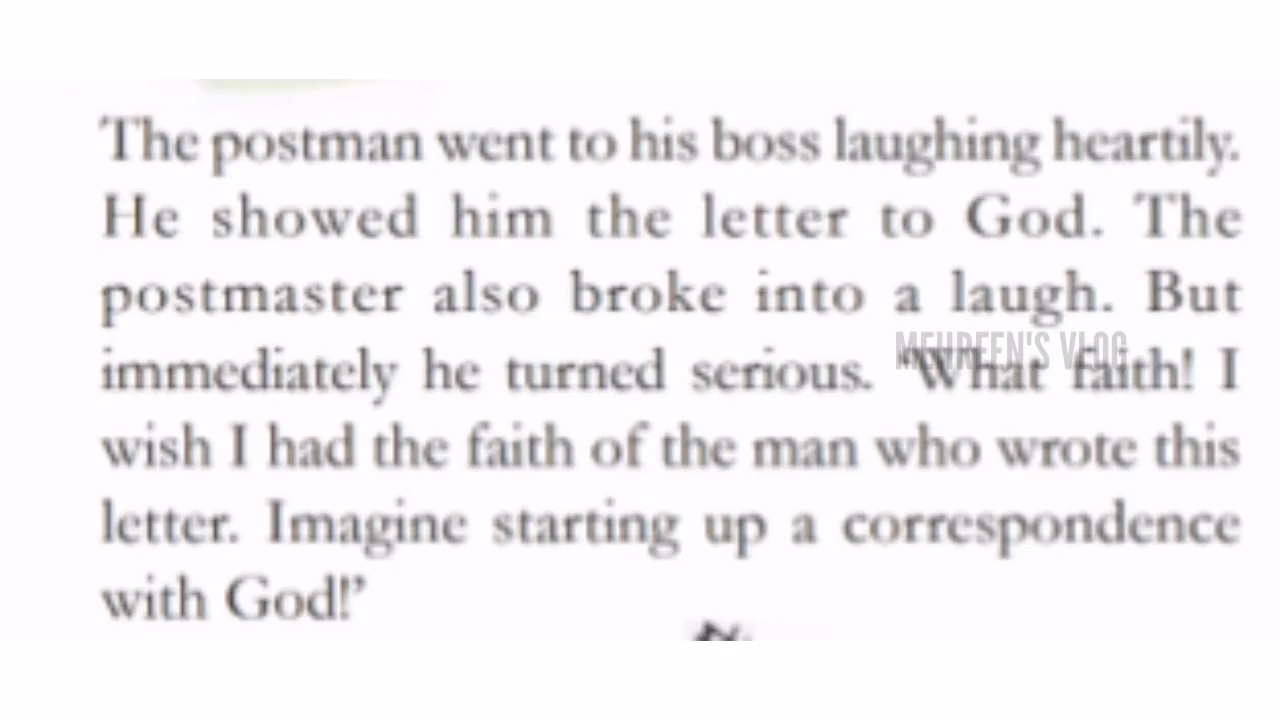 The postman went to his boss laughing heartily.
He showed him the letter to God. The
postmaster also broke into a laugh. But
immediately he turned serious. "What faith! I
MEHREEN'S VLOG
wish I had the faith of the man who wrote this
letter. Imagine starting up a correspondence
with God!”